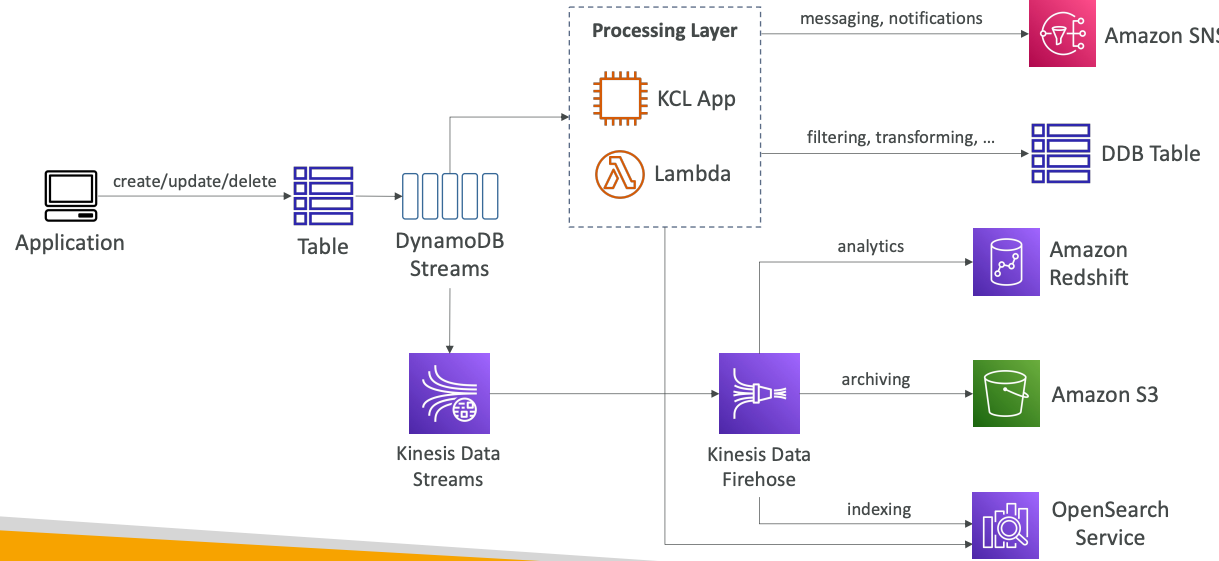 Processing Layer
KCL App
Lambda
messaging, notifications
Amazon SNS
filtering, transforming, ...
DDB Table
create/update/delete
Application
Table
DynamoDB
Streams
analytics
Amazon
Redshift
archiving
Amazon S3
Kinesis Data
Streams
Kinesis Data
Firehose
indexing
OpenSearch
Service